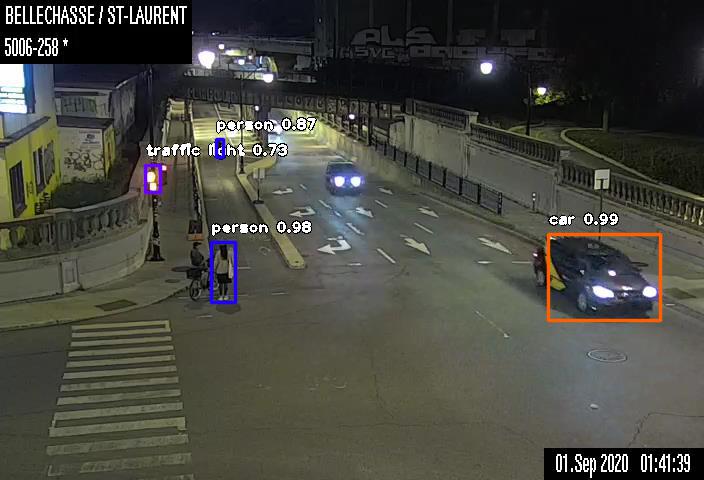 BELLECHASSE / ST-LAURENT
5006-258 *
person 0.87
traffic light 0.73
person 0.98
car 0.99
01.Sep 2020 01:41:39